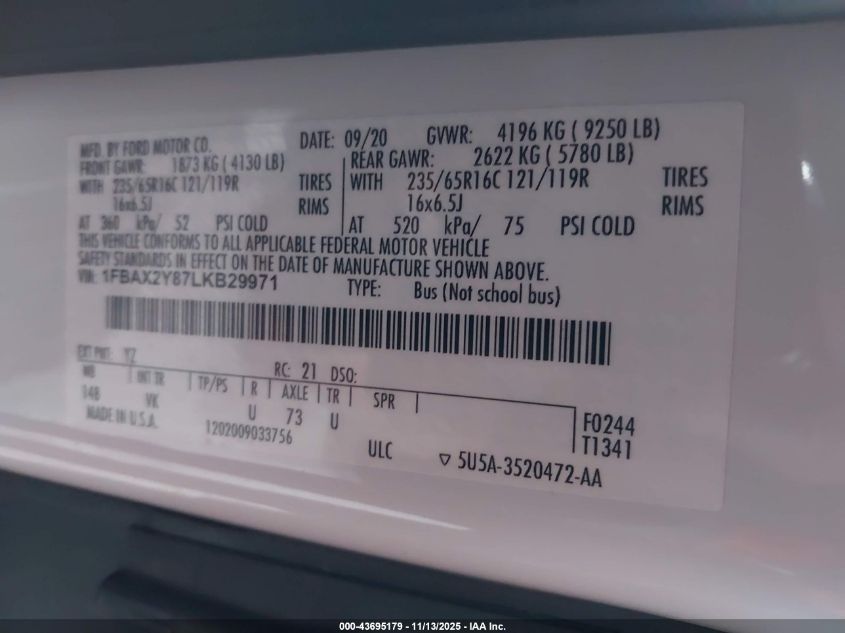 MFD. BY FORD MOTOR CO. DATE: 09/20 GVWR: 4196 KG ( 9250 LB)
FRONT GAWR: 1873 KG ( 4130 LB) REAR GAWR: 2622 KG ( 5780 LB)
WITH 235/65R16C 121/119R TIRES WITH 235/65R16C 121/119R TIRES
16x6.5J RIMS 16x6.5J RIMS
AT 360 kPa/ 52 PSI COLD AT 520 kPa/ 75 PSI COLD
THIS VEHICLE CONFORMS TO ALL APPLICABLE FEDERAL MOTOR VEHICLE
SAFETY STANDARDS IN EFFECT ON THE DATE OF MANUFACTURE SHOWN ABOVE.
VIN: 1FBAX2Y87LKB29971 TYPE: Bus (Not school bus)
EXT PNT: YZ RC: 21 DSO:
WB INT TR TP/PS R AXLE TR SPR
148 VK U 73 U F0244
MADE IN U.S.A. 1202009033756 T1341
ULC ▽ 5U5A-3520472-AA
000-43695179 - 11/13/2025 - IAA Inc.